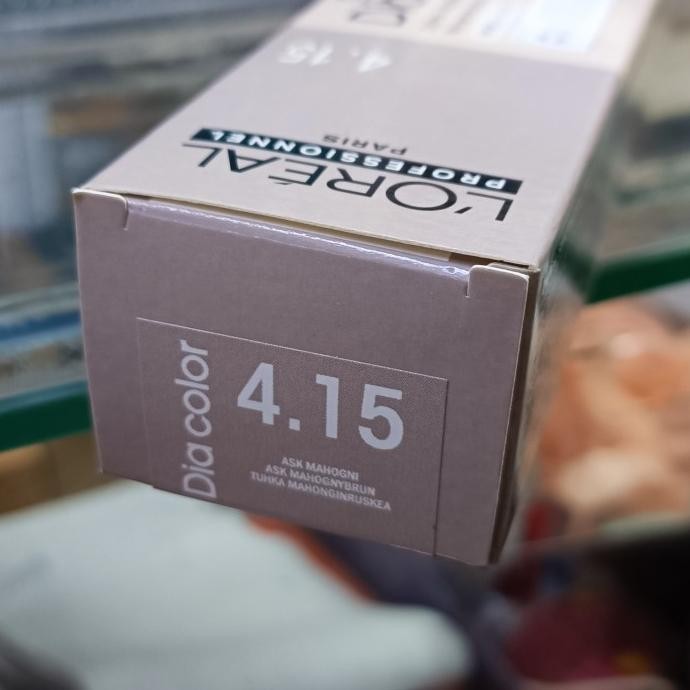 4.15
L'ORÉAL
PROFESSIONNEL
PARIS
Dia color
4.15
ASK MAHOGNI
ASK MAHOGNYBRUN
TUHKA MAHONGINRUSKEA